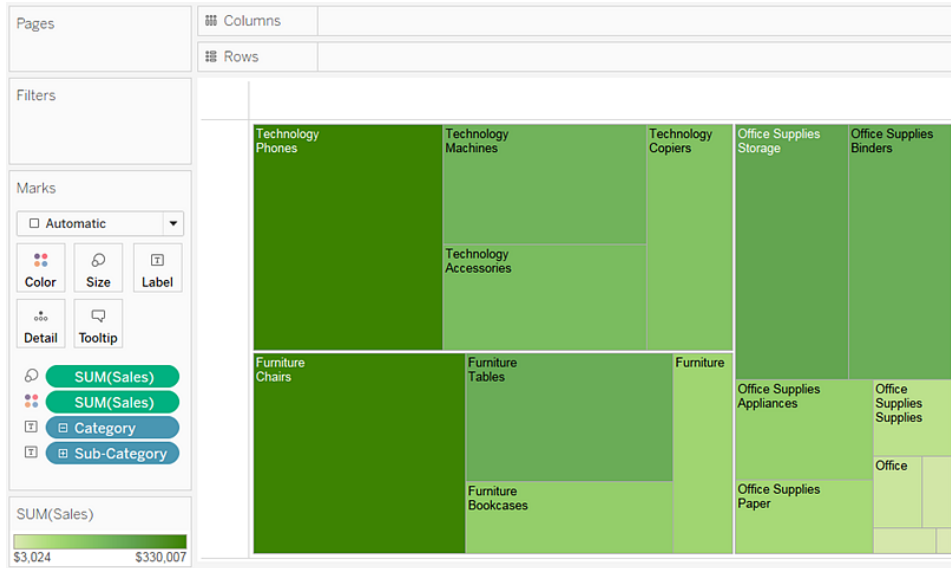 Pages
Columns
Rows
Filters
Marks
Automatic
Color
Size
Label
Detail
Tooltip
SUM(Sales)
SUM(Sales)
Category
Sub-Category
SUM(Sales)
$3,024
$330,007
Technology
Phones
Technology
Machines
Technology
Copiers
Technology
Accessories
Office Supplies
Storage
Office Supplies
Binders
Furniture
Chairs
Furniture
Tables
Furniture
Furniture
Bookcases
Office Supplies
Appliances
Office
Supplies
Supplies
Office
Office Supplies
Paper